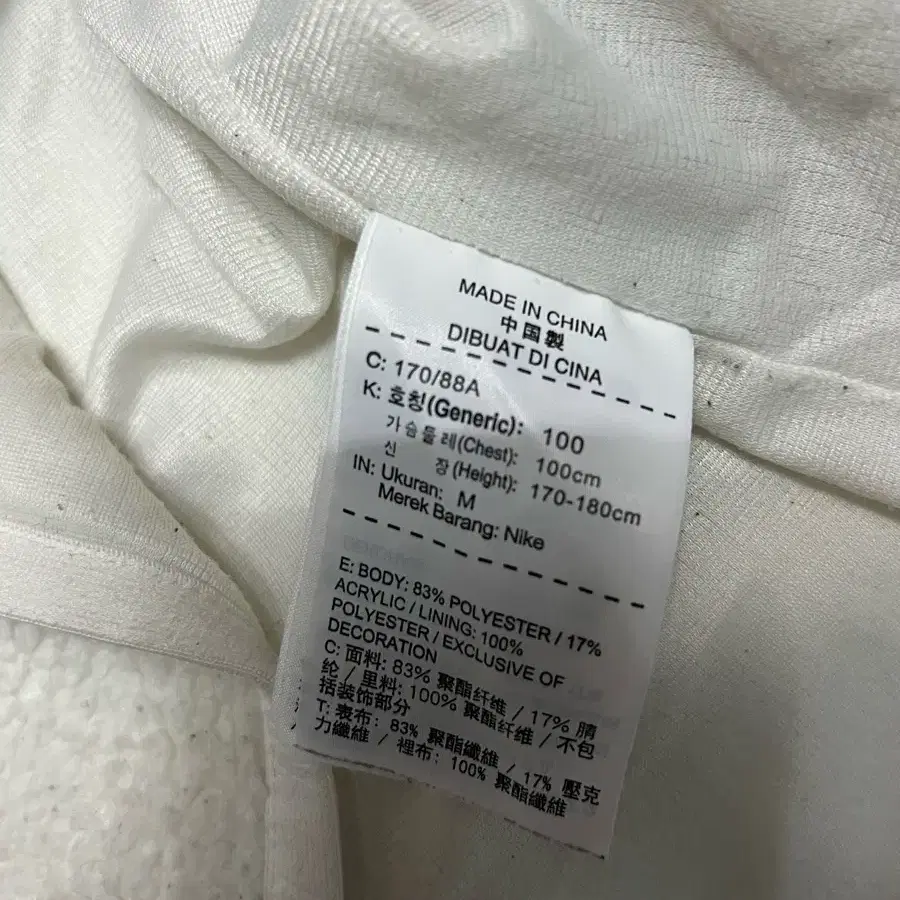 MADE IN CHINA
中国製
DIBUAT DI CINA
C: 170/88A
K: 호칭(Generic): 100
가슴둘레(Chest): 100cm
신 장(Height): 170-180cm
IN: Ukuran: M
Merek Barang: Nike
E: BODY: 83% POLYESTER / 17%
ACRYLIC / LINING: 100%
POLYESTER / EXCLUSIVE OF
DECORATION
C: 面料: 83% 聚酯纤维 / 17% 腈
纶 / 里料: 100% 聚酯纤维 / 不包
括装饰部分
T: 表布: 83% 聚酯纖維 / 17% 壓克
力纖維 / 裡布: 100% 聚酯纖維